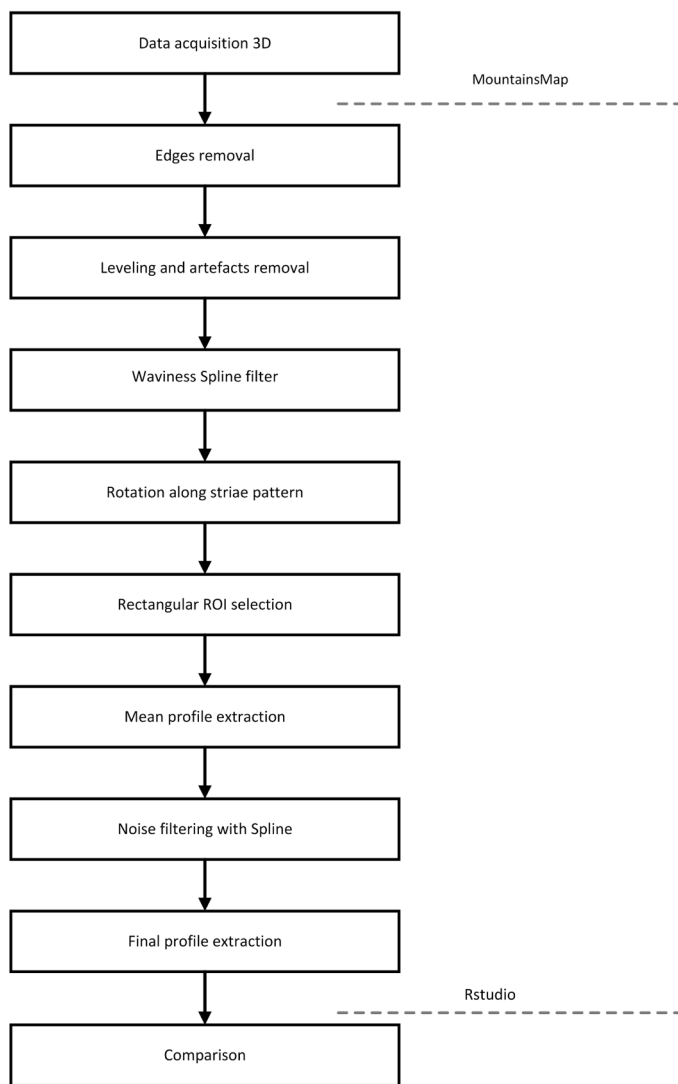 Data acquisition 3D
MountainsMap
Edges removal
Leveling and artefacts removal
Waviness Spline filter
Rotation along striae pattern
Rectangular ROI selection
Mean profile extraction
Noise filtering with Spline
Final profile extraction
Rstudio
Comparison